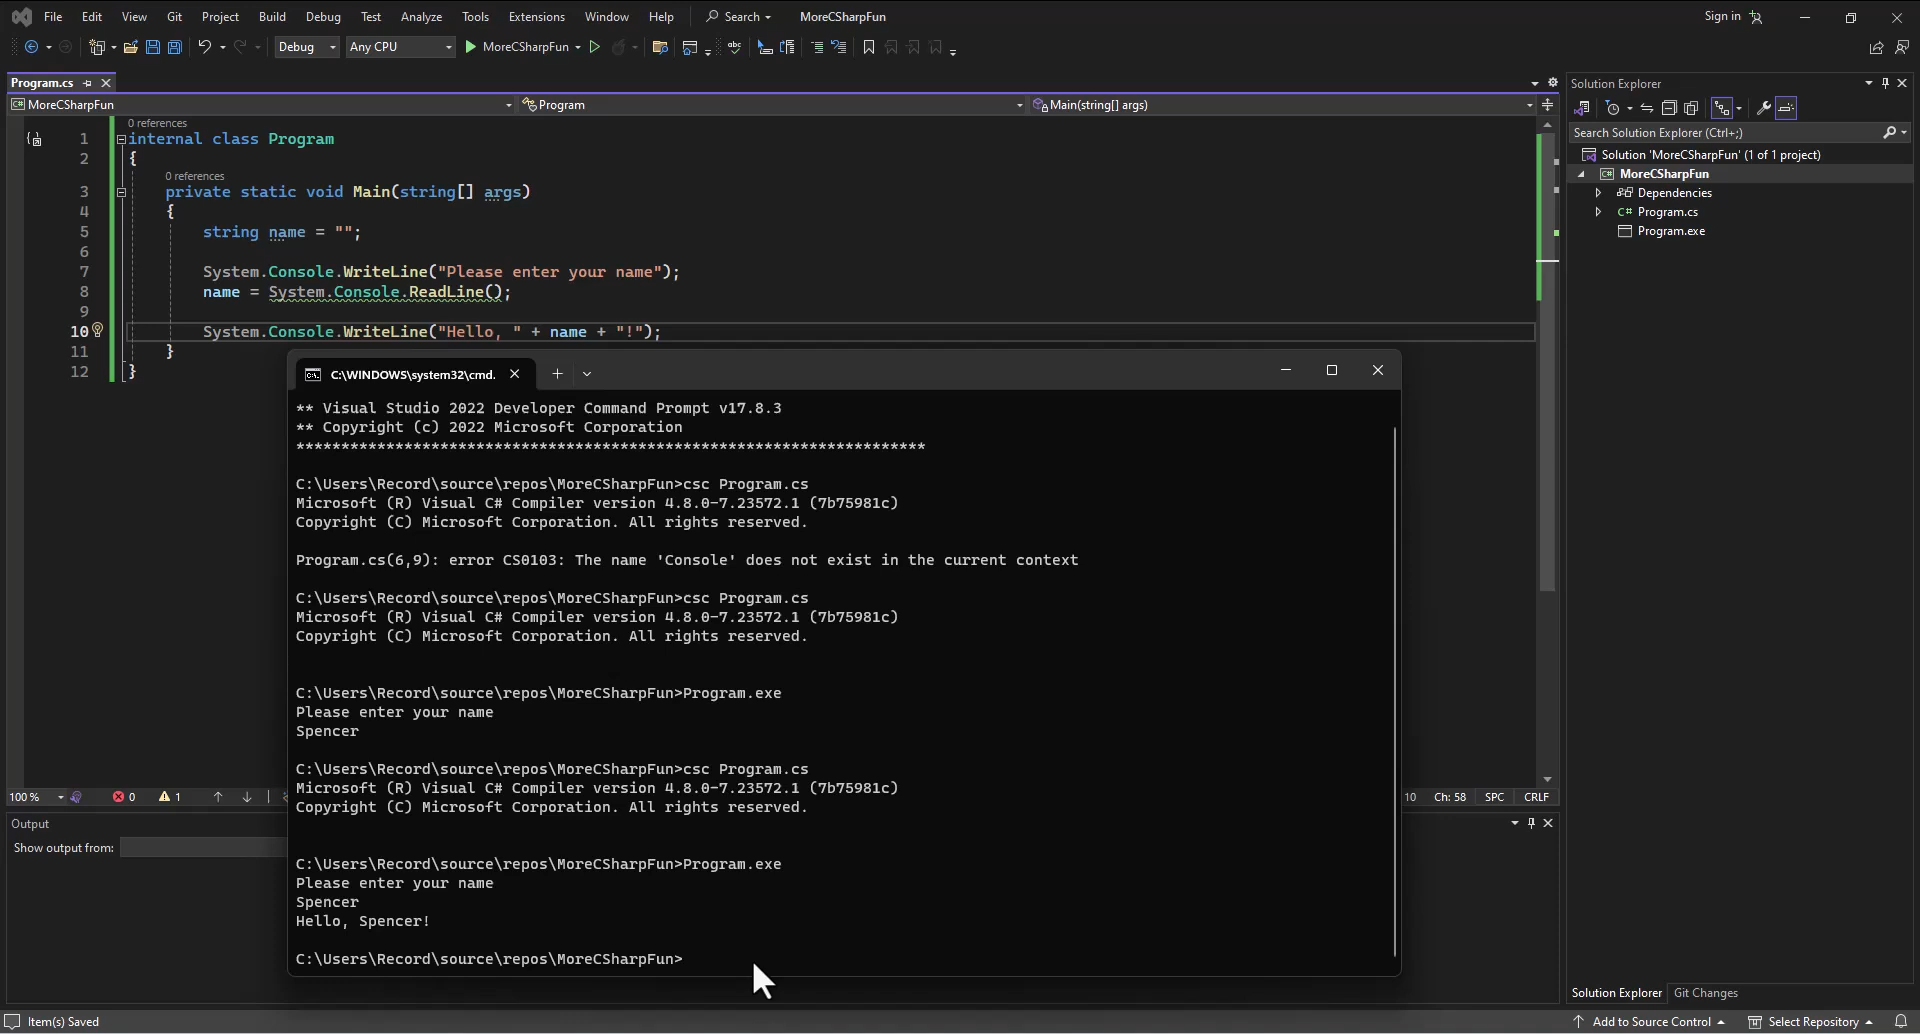 File Edit View Git Project Build Debug Test Analyze Tools Extensions Window Help Search MoreCSharpFun Sign in
Debug Any CPU MoreCSharpFun
Program.cs
MoreCSharpFun Program Main(string[] args)
0 references
1 internal class Program
2 {
0 references
3 private static void Main(string[] args)
4 {
5 string name = "";
6
7 System.Console.WriteLine("Please enter your name");
8 name = System.Console.ReadLine();
9
10 System.Console.WriteLine("Hello, " + name + "!");
11 }
12 }
C:\WINDOWS\system32\cmd.
** Visual Studio 2022 Developer Command Prompt v17.8.3
** Copyright (c) 2022 Microsoft Corporation
**********************************************************************
C:\Users\Record\source\repos\MoreCSharpFun>csc Program.cs
Microsoft (R) Visual C# Compiler version 4.8.0-7.23572.1 (7b75981c)
Copyright (C) Microsoft Corporation. All rights reserved.
Program.cs(6,9): error CS0103: The name 'Console' does not exist in the current context
C:\Users\Record\source\repos\MoreCSharpFun>csc Program.cs
Microsoft (R) Visual C# Compiler version 4.8.0-7.23572.1 (7b75981c)
Copyright (C) Microsoft Corporation. All rights reserved.
C:\Users\Record\source\repos\MoreCSharpFun>Program.exe
Please enter your name
Spencer
C:\Users\Record\source\repos\MoreCSharpFun>csc Program.cs
Microsoft (R) Visual C# Compiler version 4.8.0-7.23572.1 (7b75981c)
Copyright (C) Microsoft Corporation. All rights reserved.
C:\Users\Record\source\repos\MoreCSharpFun>Program.exe
Please enter your name
Spencer
Hello, Spencer!
C:\Users\Record\source\repos\MoreCSharpFun>
100 % 0 1 10 Ch: 58 SPC CRLF
Output
Show output from:
Solution Explorer
Search Solution Explorer (Ctrl+;)
Solution 'MoreCSharpFun' (1 of 1 project)
C# MoreCSharpFun
Dependencies
C# Program.cs
Program.exe
Solution Explorer Git Changes
Item(s) Saved Add to Source Control Select Repository